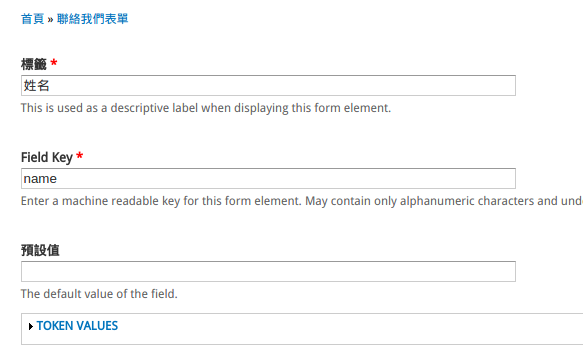 首頁 » 聯絡我們表單
標籤 *
姓名
This is used as a descriptive label when displaying this form element.
Field Key *
name
Enter a machine readable key for this form element. May contain only alphanumeric characters and und
預設值
The default value of the field.
TOKEN VALUES